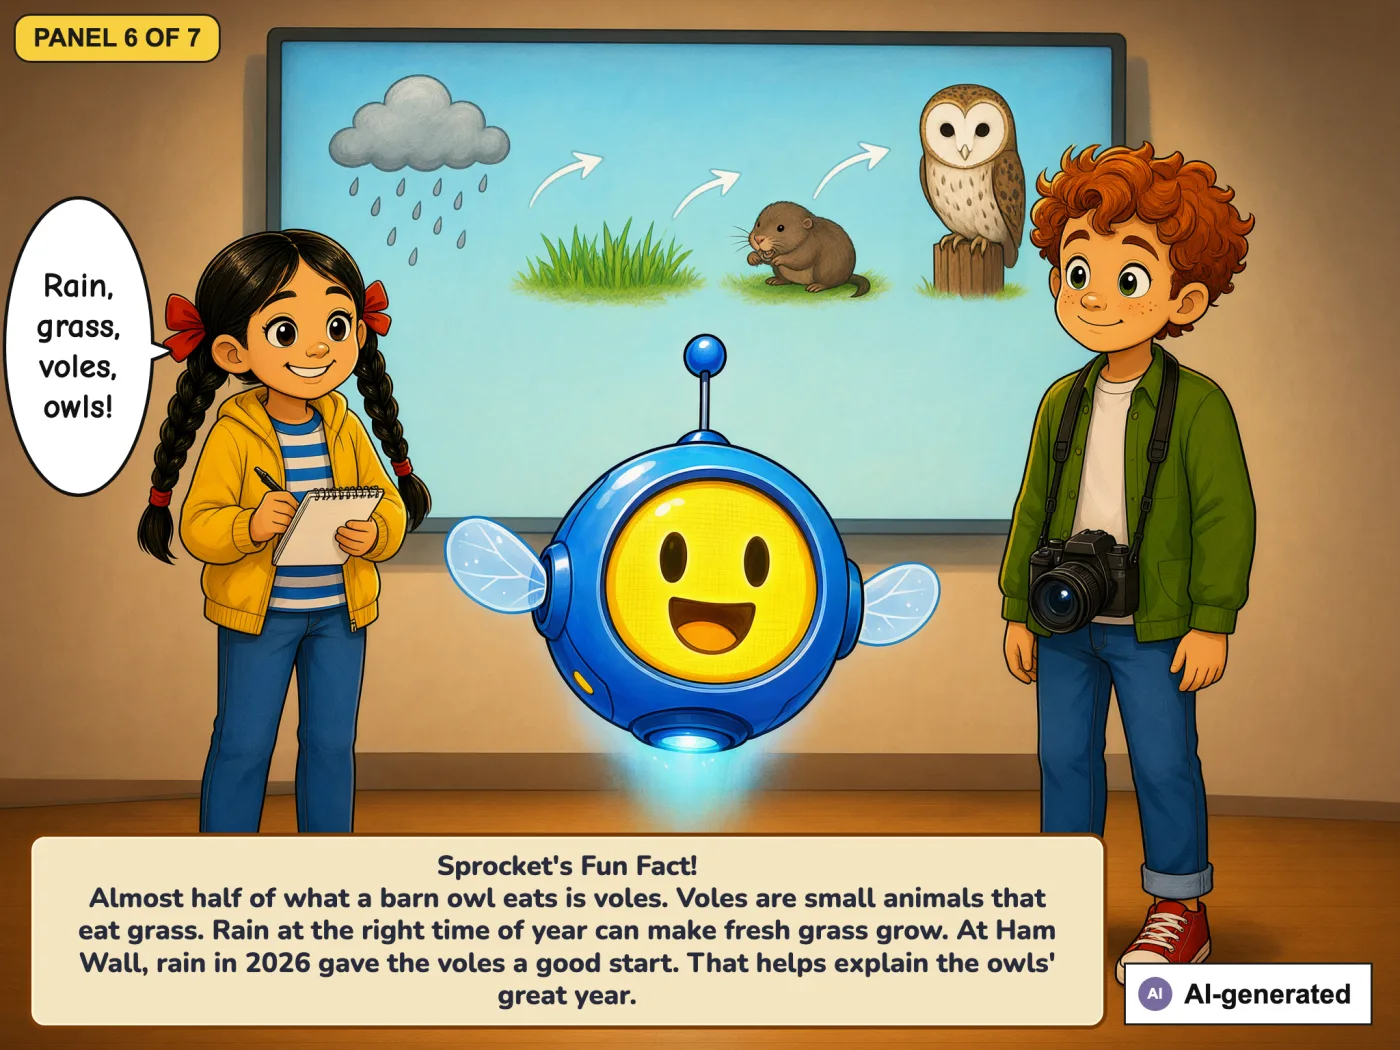 PANEL 6 OF 7
Rain,
grass,
voles,
owls!
Sprocket's Fun Fact!
Almost half of what a barn owl eats is voles. Voles are small animals that
eat grass. Rain at the right time of year can make fresh grass grow. At Ham
Wall, rain in 2026 gave the voles a good start. That helps explain the owls'
great year.
AI AI-generated